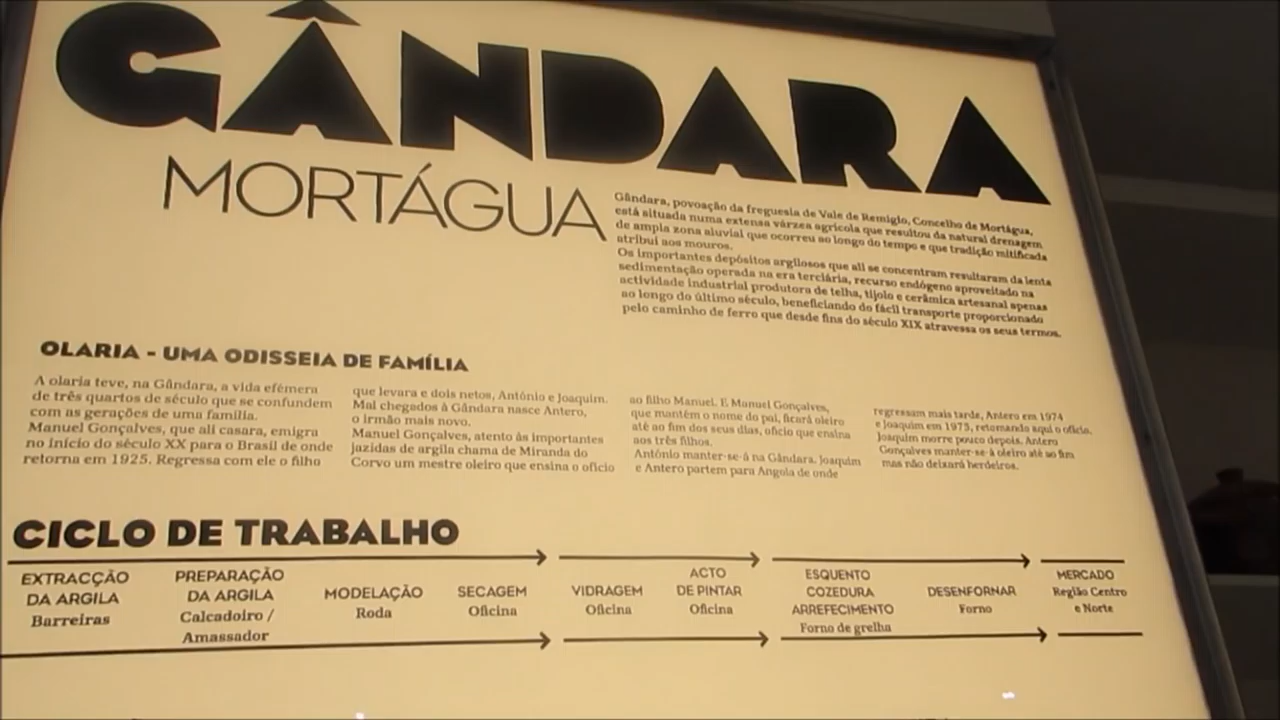 GÂNDARA
MORTÁGUA
Gândara, povoação da freguesia de Vale de Remigio, Concelho de Mortágua,
está situada numa extensa várzea agrícola que resultou da natural drenagem
de ampla zona aluvial que ocorreu ao longo do tempo e que tradição mitificada
atribui aos mouros.
Os importantes depósitos argilosos que ali se concentram resultaram da lenta
sedimentação operada na era terciária, recurso endógeno aproveitado na
actividade industrial produtora de telha, tijolo e cerâmica artesanal apenas
ao longo do último século, beneficiando do fácil transporte proporcionado
pelo caminho de ferro que desde fins do século XIX atravessa os seus termos.
OLARIA - UMA ODISSEIA DE FAMÍLIA
A olaria teve, na Gândara, a vida efémera
de três quartos de século que se confundem
com as gerações de uma família.
Manuel Gonçalves, que ali casara, emigra
no início do século XX para o Brasil de onde
retorna em 1925. Regressa com ele o filho
que levara e dois netos, António e Joaquim.
Mal chegados à Gândara nasce Antero,
o irmão mais novo.
Manuel Gonçalves, atento às importantes
jazidas de argila chama de Miranda do
Corvo um mestre oleiro que ensina o ofício
ao filho Manuel. E Manuel Gonçalves,
que mantém o nome do pai, ficará oleiro
até ao fim dos seus dias, ofício que ensina
aos três filhos.
António manter-se-á na Gândara. Joaquim
e Antero partem para Angola de onde
regressam mais tarde, Antero em 1974
e Joaquim em 1975, retomando aqui o ofício.
Joaquim morre pouco depois. Antero
Gonçalves manter-se-à oleiro até ao fim
mas não deixará herdeiros.
CICLO DE TRABALHO
EXTRACÇÃO
DA ARGILA
Barreiras
PREPARAÇÃO
DA ARGILA
Calcadoiro /
Amassador
MODELAÇÃO
Roda
SECAGEM
Oficina
VIDRAGEM
Oficina
ACTO
DE PINTAR
Oficina
ESQUENTO
COZEDURA
ARREFECIMENTO
Forno de grelha
DESENFORNAR
Forno
MERCADO
Região Centro
e Norte